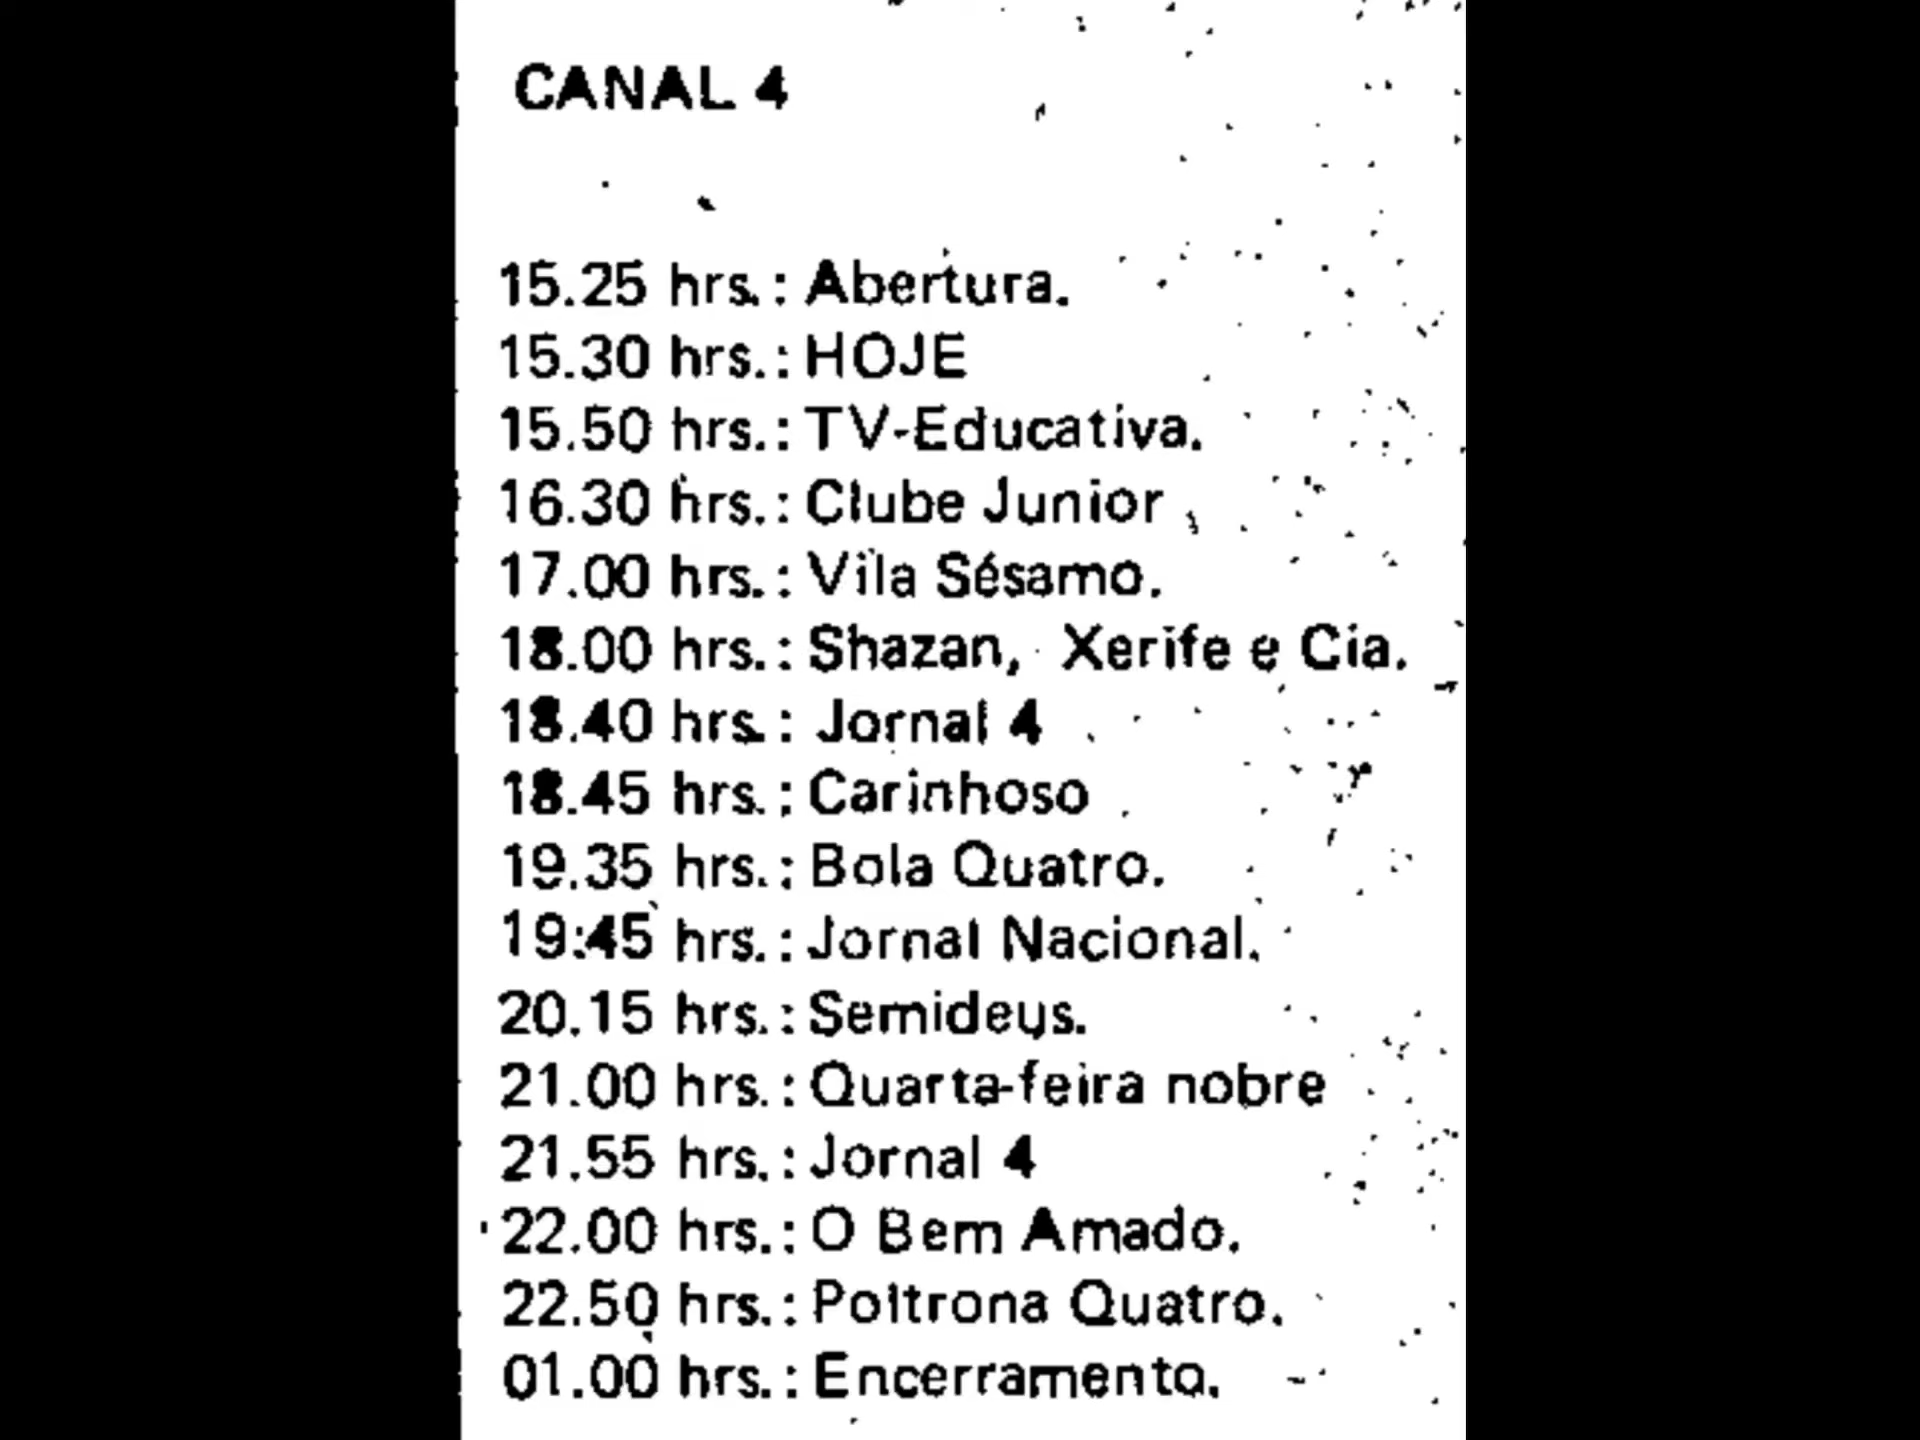 CANAL 4
15.25 hrs.: Abertura.
15.30 hrs.: HOJE
15.50 hrs.: TV-Educativa.
16.30 hrs.: Clube Junior
17.00 hrs.: Vila Sésamo.
18.00 hrs.: Shazan, Xerife e Cia.
18.40 hrs.: Jornal 4
18.45 hrs.: Carinhoso
19.35 hrs.: Bola Quatro.
19:45 hrs.: Jornal Nacional.
20.15 hrs.: Semideus.
21.00 hrs.: Quarta-feira nobre
21.55 hrs.: Jornal 4
22.00 hrs.: O Bem Amado.
22.50 hrs.: Poltrona Quatro.
01.00 hrs.: Encerramento.